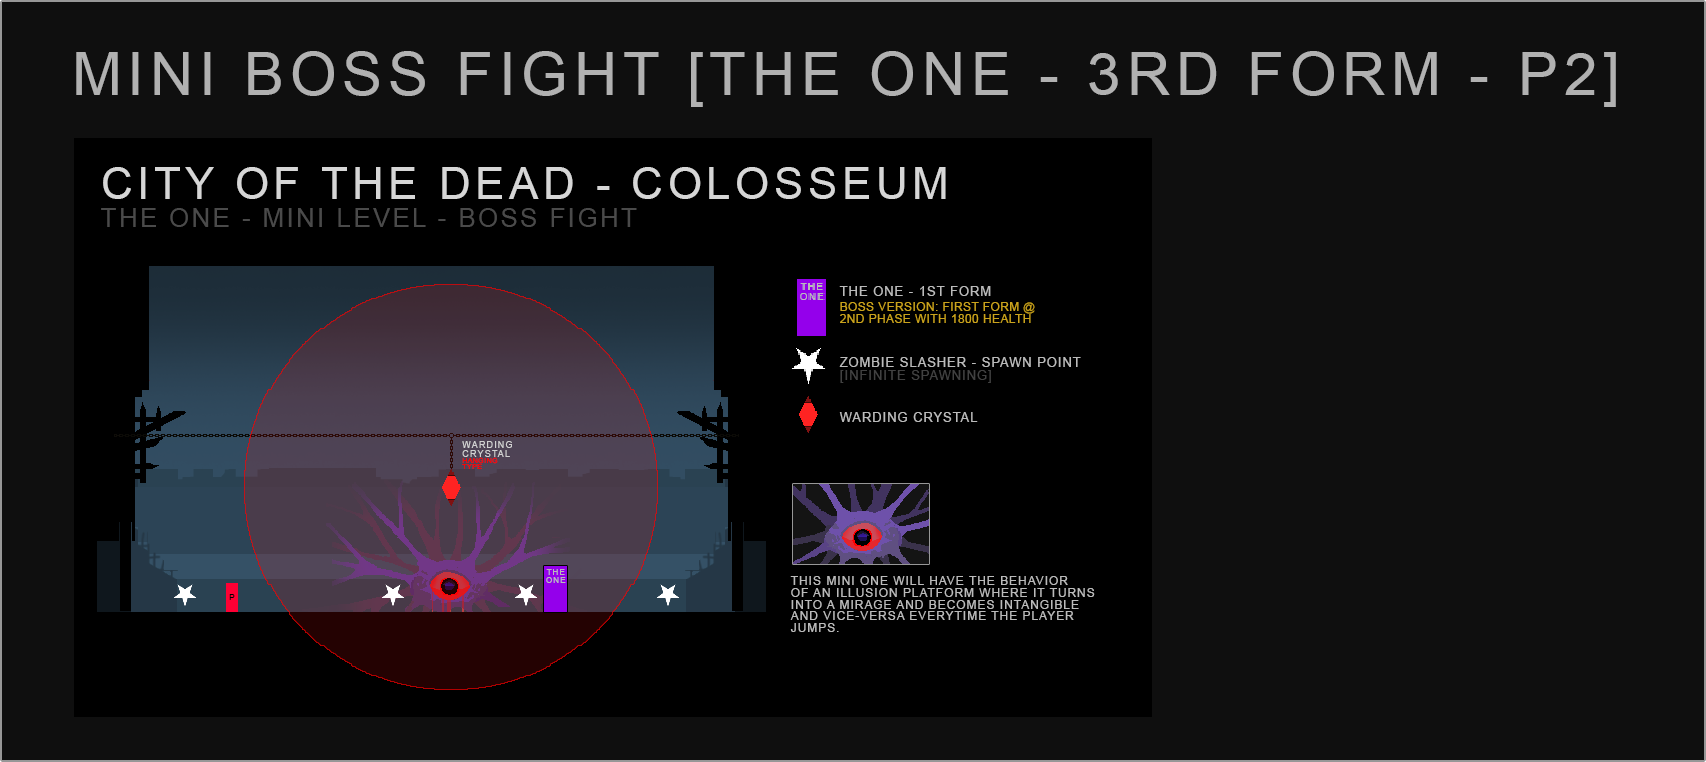 MINI BOSS FIGHT [THE ONE - 3RD FORM - P2]
CITY OF THE DEAD - COLOSSEUM
THE ONE - MINI LEVEL - BOSS FIGHT
WARDING
CRYSTAL
P
THE
ONE
THE
ONE
THE ONE - 1ST FORM
BOSS VERSION: FIRST FORM @
2ND PHASE WITH 1800 HEALTH
ZOMBIE SLASHER - SPAWN POINT
[INFINITE SPAWNING]
WARDING CRYSTAL
THIS MINI ONE WILL HAVE THE BEHAVIOR
OF AN ILLUSION PLATFORM WHERE IT TURNS
INTO A MIRAGE AND BECOMES INTANGIBLE
AND VICE-VERSA EVERYTIME THE PLAYER
JUMPS.